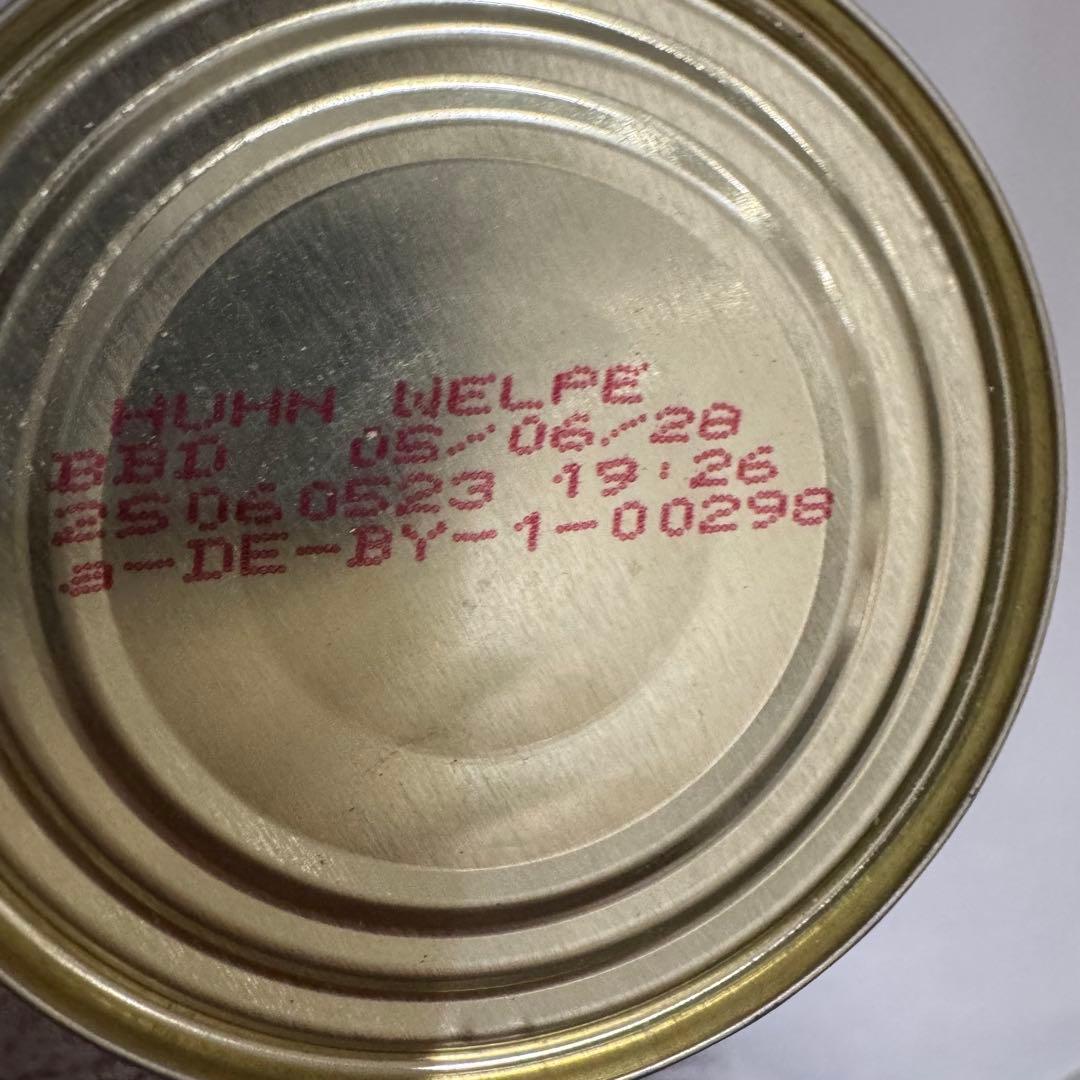 HUHN WELPE
BBD 05/06/28
25060523 19:26
a-DE-BY-1-00298